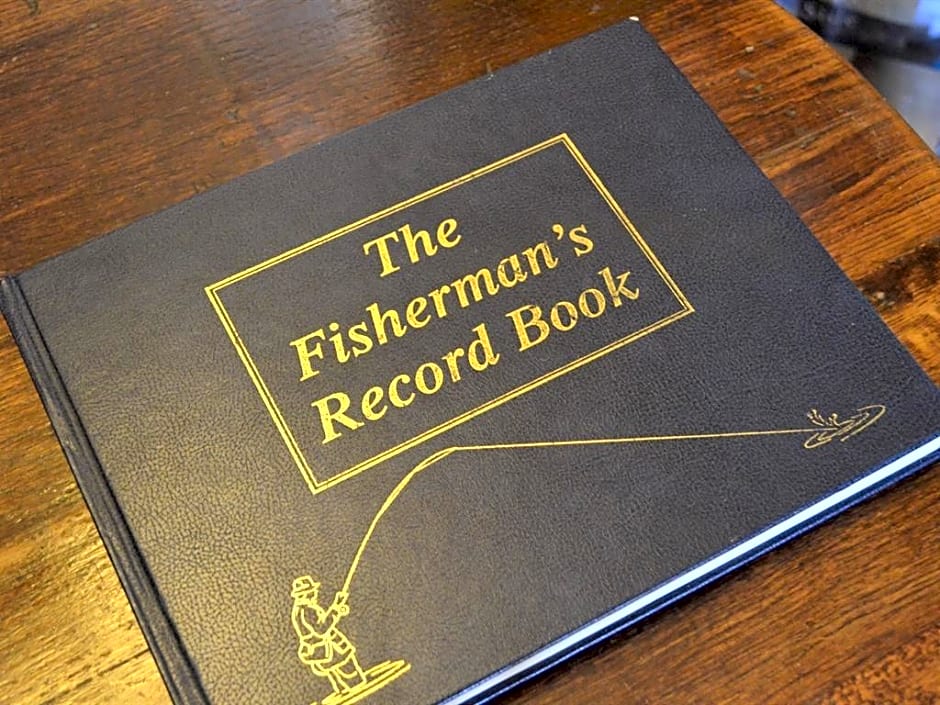 The
Fisherman's
Record Book